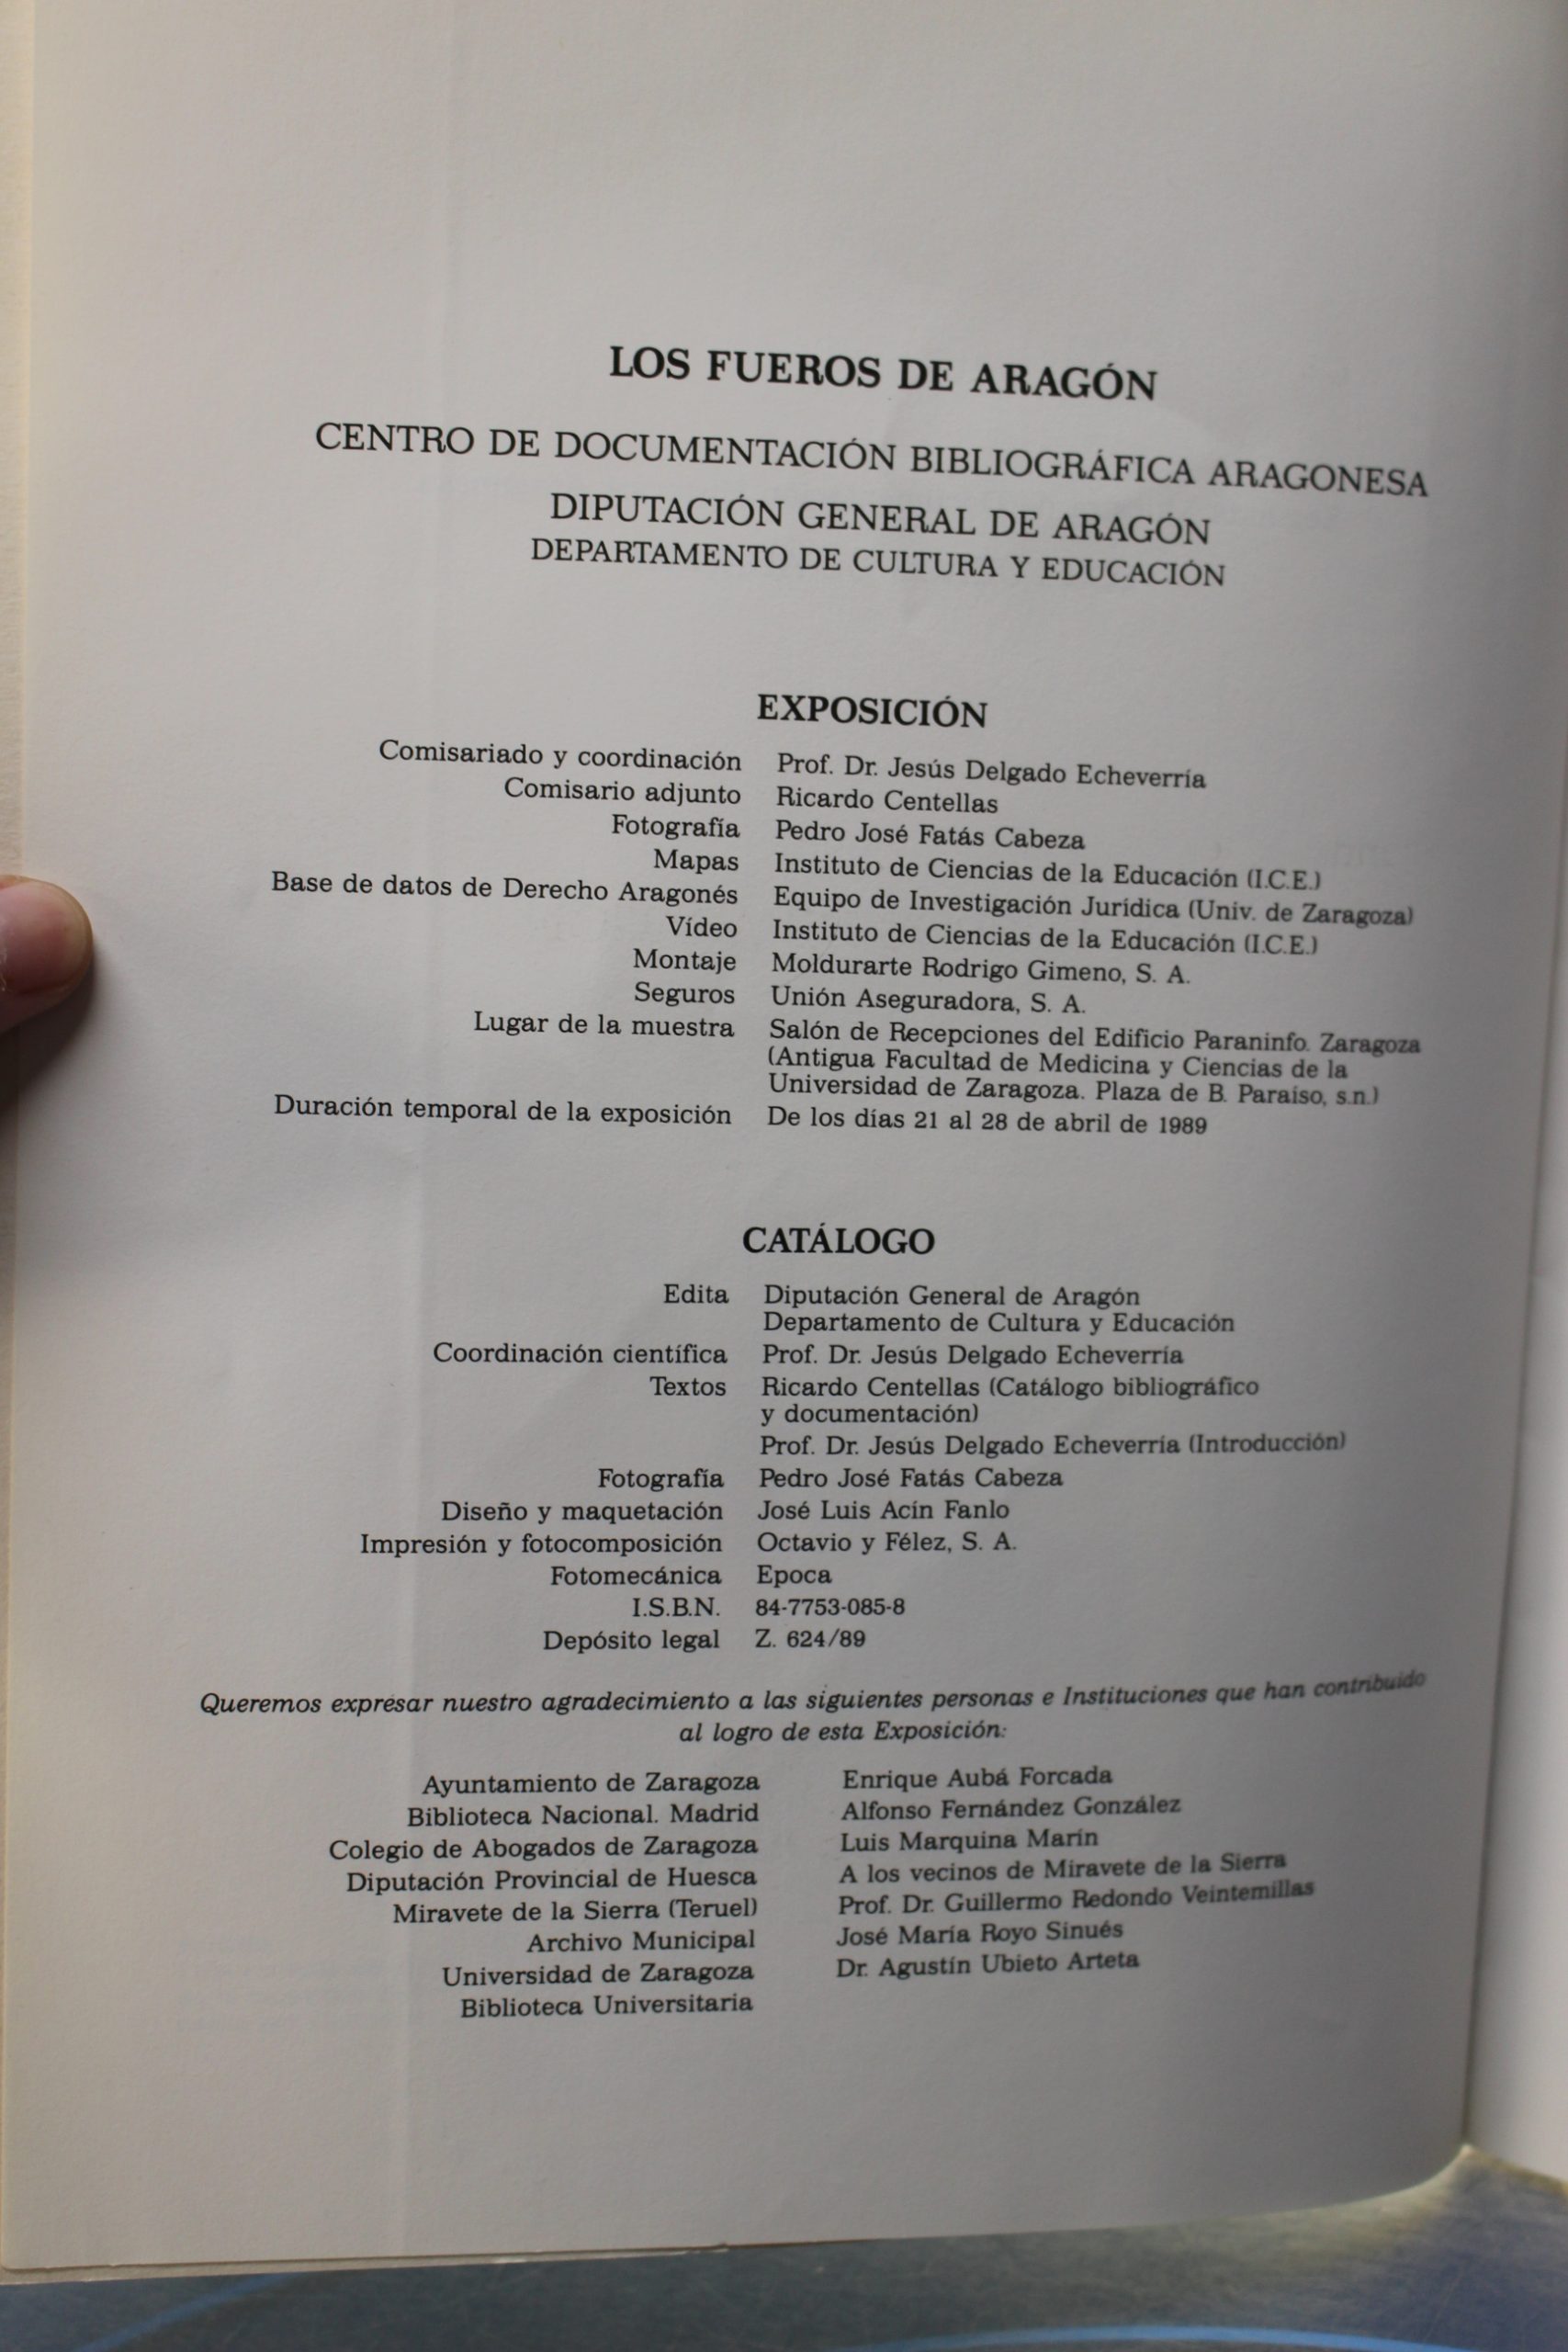 LOS FUEROS DE ARAGÓN
CENTRO DE DOCUMENTACIÓN BIBLIOGRÁFICA ARAGONESA
DIPUTACIÓN GENERAL DE ARAGÓN
DEPARTAMENTO DE CULTURA Y EDUCACIÓN
EXPOSICIÓN
Comisariado y coordinación Prof. Dr. Jesús Delgado Echeverría
Comisario adjunto Ricardo Centellas
Fotografía Pedro José Fatás Cabeza
Mapas Instituto de Ciencias de la Educación (I.C.E.)
Base de datos de Derecho Aragonés Equipo de Investigación Jurídica (Univ. de Zaragoza)
Vídeo Instituto de Ciencias de la Educación (I.C.E.)
Montaje Moldurarte Rodrigo Gimeno, S. A.
Seguros Unión Aseguradora, S. A.
Lugar de la muestra Salón de Recepciones del Edificio Paraninfo. Zaragoza
(Antigua Facultad de Medicina y Ciencias de la
Universidad de Zaragoza. Plaza de B. Paraíso, s.n.)
Duración temporal de la exposición De los días 21 al 28 de abril de 1989
CATÁLOGO
Edita Diputación General de Aragón
Departamento de Cultura y Educación
Coordinación científica Prof. Dr. Jesús Delgado Echeverría
Textos Ricardo Centellas (Catálogo bibliográfico
y documentación)
Prof. Dr. Jesús Delgado Echeverría (Introducción)
Fotografía Pedro José Fatás Cabeza
Diseño y maquetación José Luis Acín Fanlo
Impresión y fotocomposición Octavio y Félez, S. A.
Fotomecánica Epoca
I.S.B.N. 84-7753-085-8
Depósito legal Z. 624/89
Queremos expresar nuestro agradecimiento a las siguientes personas e Instituciones que han contribuido
al logro de esta Exposición:
Ayuntamiento de Zaragoza
Biblioteca Nacional. Madrid
Colegio de Abogados de Zaragoza
Diputación Provincial de Huesca
Miravete de la Sierra (Teruel)
Archivo Municipal
Universidad de Zaragoza
Biblioteca Universitaria
Enrique Aubá Forcada
Alfonso Fernández González
Luis Marquina Marín
A los vecinos de Miravete de la Sierra
Prof. Dr. Guillermo Redondo Veintemillas
José María Royo Sinués
Dr. Agustín Ubieto Arteta